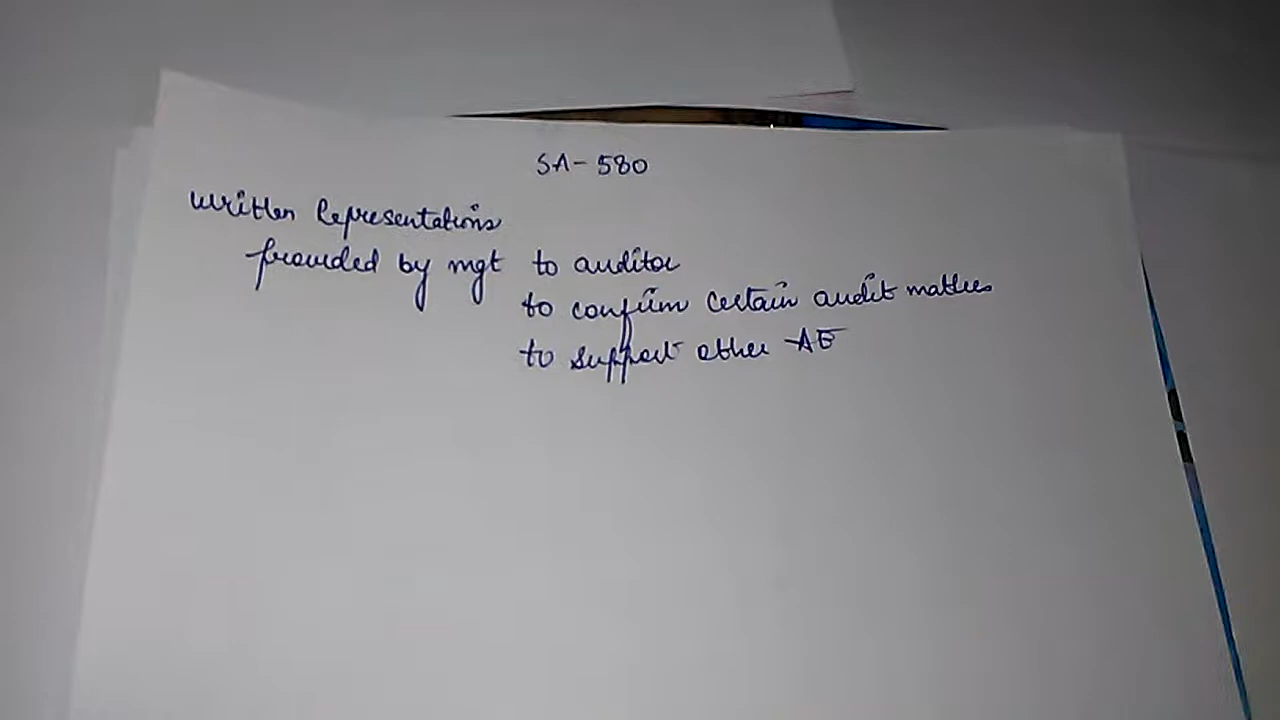 SA-580
Written Representations
provided by mgt to auditor
to confirm certain audit matters
to support other AE